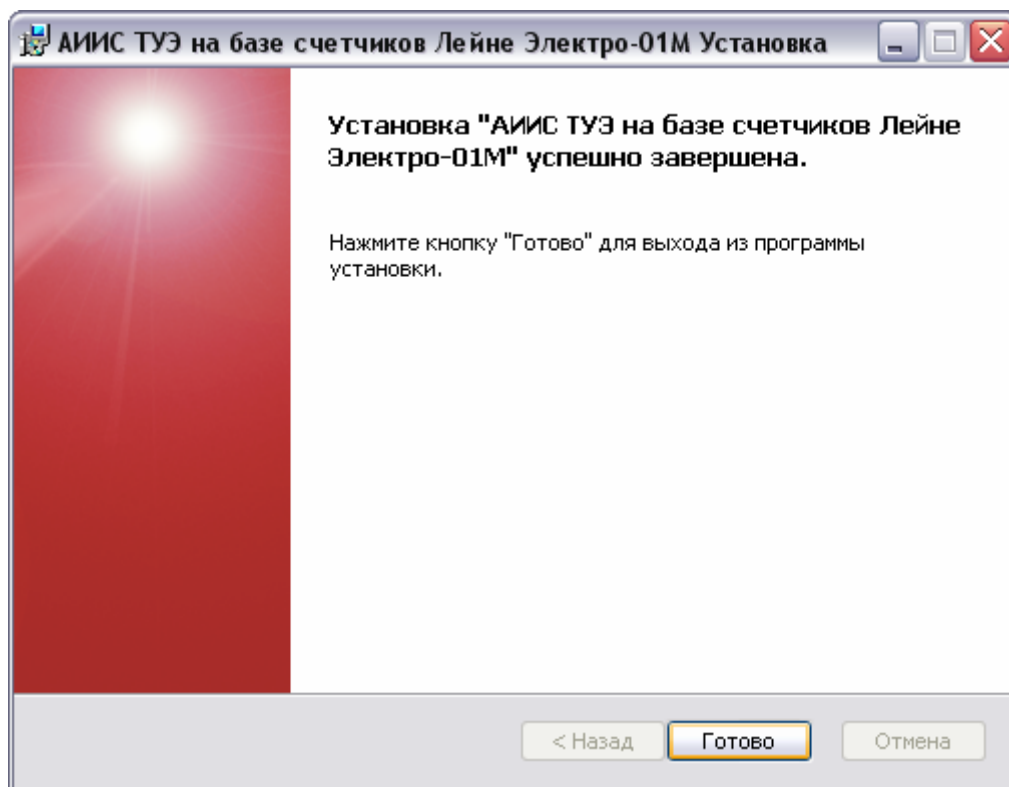 АИИС ТУЭ на базе счетчиков Лейне Электро-01М Установка
Установка "АИИС ТУЭ на базе счетчиков Лейне
Электро-01М" успешно завершена.
Нажмите кнопку "Готово" для выхода из программы
установки.
< Назад
Готово
Отмена